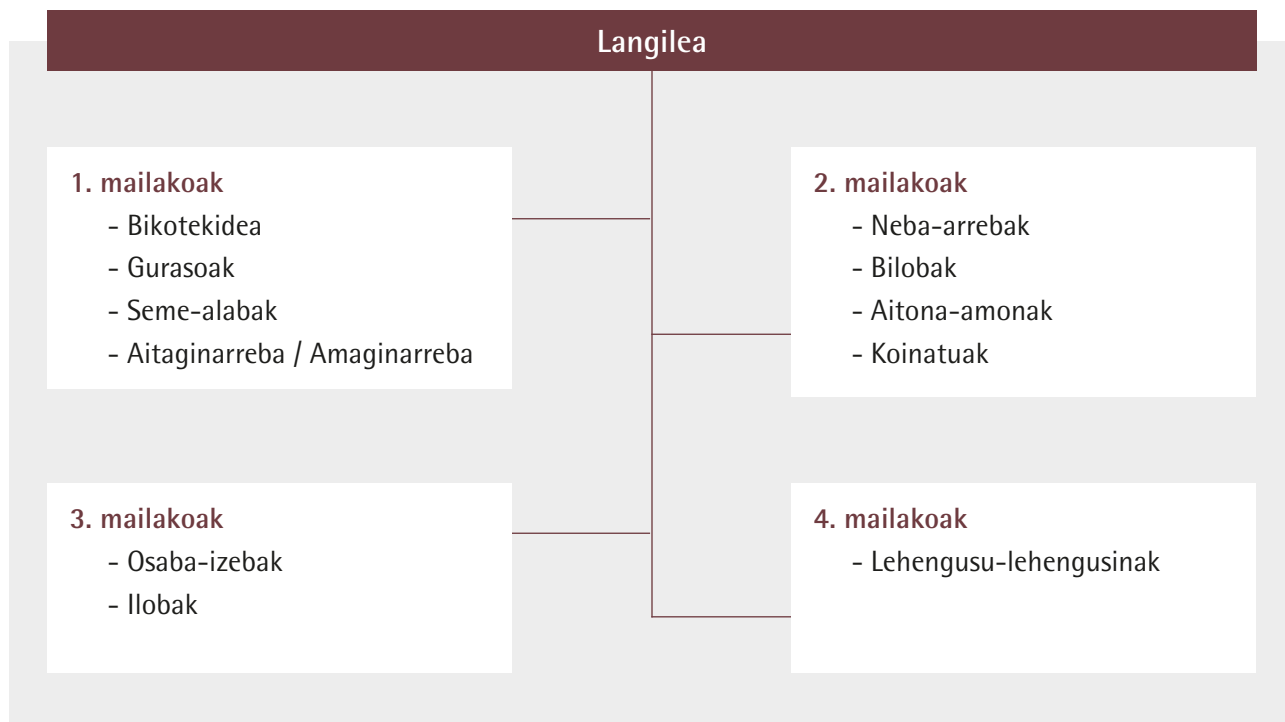 Langilea
1. mailakoak
- Bikotekidea
- Gurasoak
- Seme-alabak
- Aitaginarreba / Amaginarreba
2. mailakoak
- Neba-arrebak
- Bilobak
- Aitona-amonak
- Koinatuak
3. mailakoak
- Osaba-izebak
- Ilobak
4. mailakoak
- Lehengusu-lehengusinak